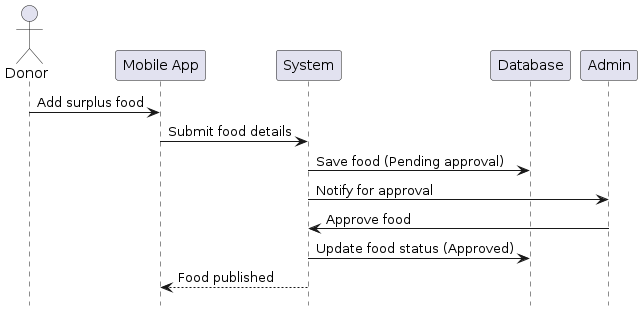 Donor
Mobile App
System
Database
Admin
Add surplus food
Submit food details
Save food (Pending approval)
Notify for approval
Approve food
Update food status (Approved)
Food published